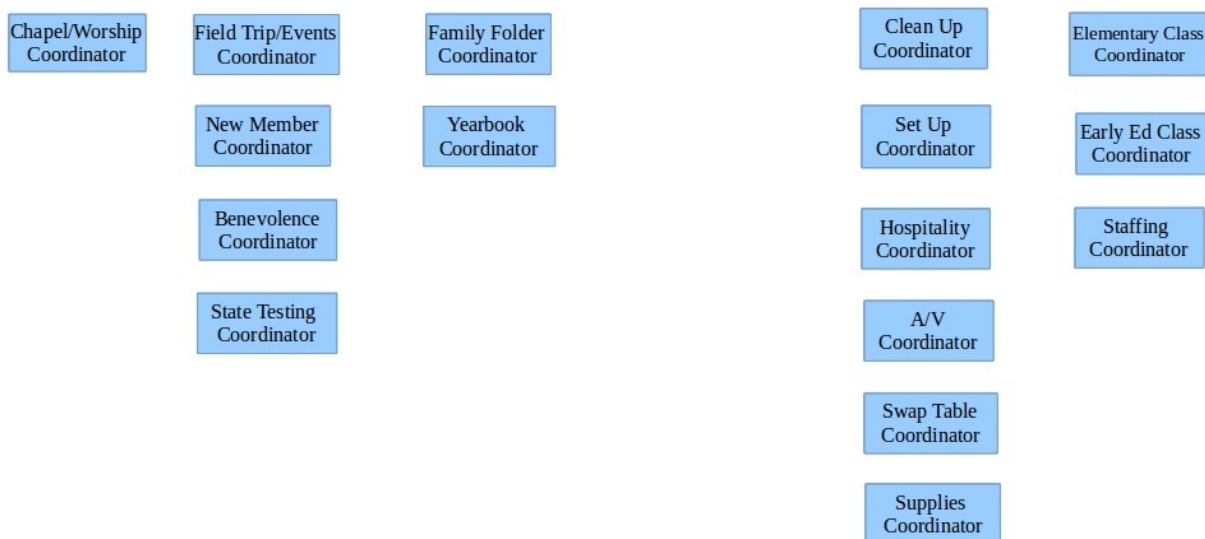 Chapel/Worship
Coordinator
Field Trip/Events
Coordinator
New Member
Coordinator
Benevolence
Coordinator
State Testing
Coordinator
Family Folder
Coordinator
Yearbook
Coordinator
Clean Up
Coordinator
Set Up
Coordinator
Hospitality
Coordinator
A/V
Coordinator
Swap Table
Coordinator
Supplies
Coordinator
Elementary Class
Coordinator
Early Ed Class
Coordinator
Staffing
Coordinator